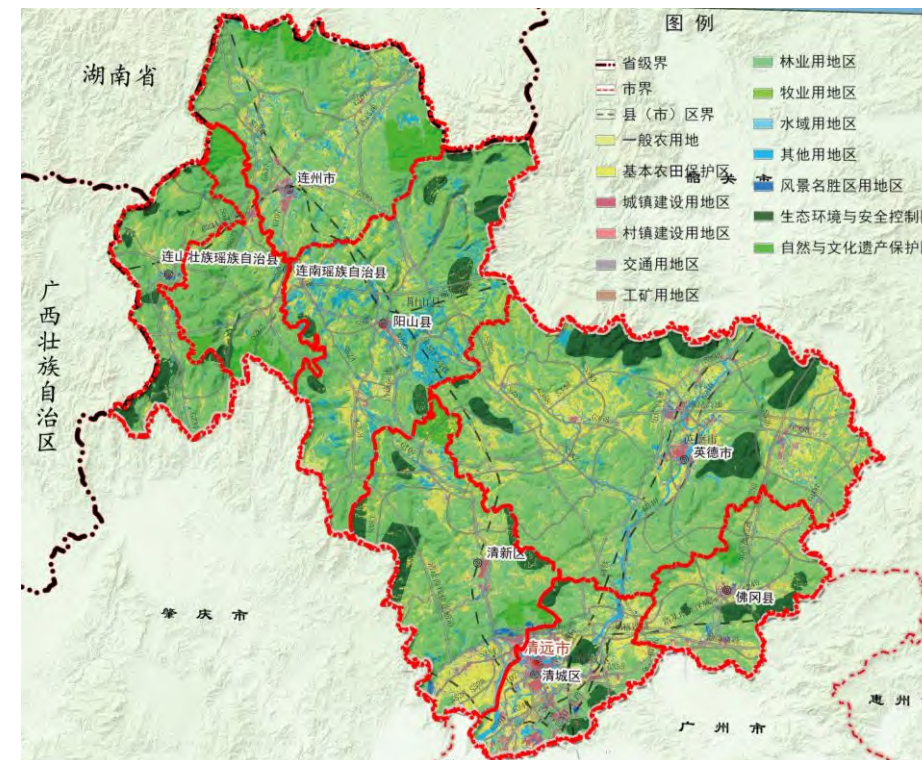 图例
省级界
市界
县（市）区界
一般农用地
基本农田保护区
城镇建设用地区
村镇建设用地区
交通用地区
工矿用地区
林业用地区
牧业用地区
水域用地区
其他用地区
风景名胜区用地区
生态环境与安全控制
自然与文化遗产保护
湖南省
韶关市
连州市
连山壮族瑶族自治县
连南瑶族自治县
阳山县
广西壮族自治区
英德市
英德市
清新区
佛冈县
肇庆市
清远市
清城区
广州市
惠州